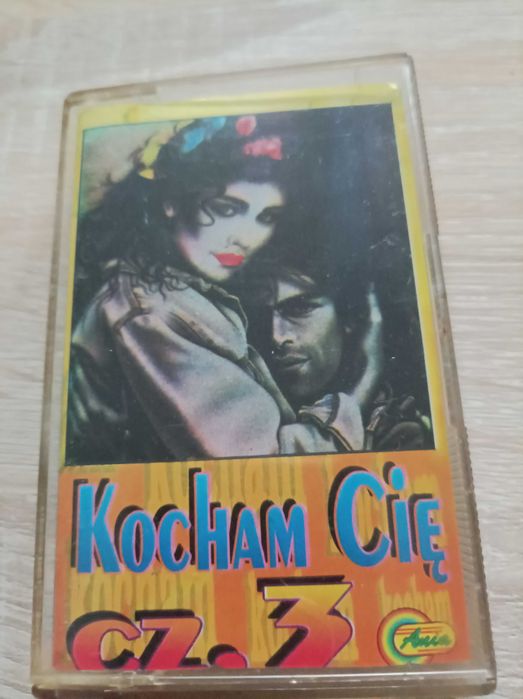 Kocham Cię
cz. 3
Ania